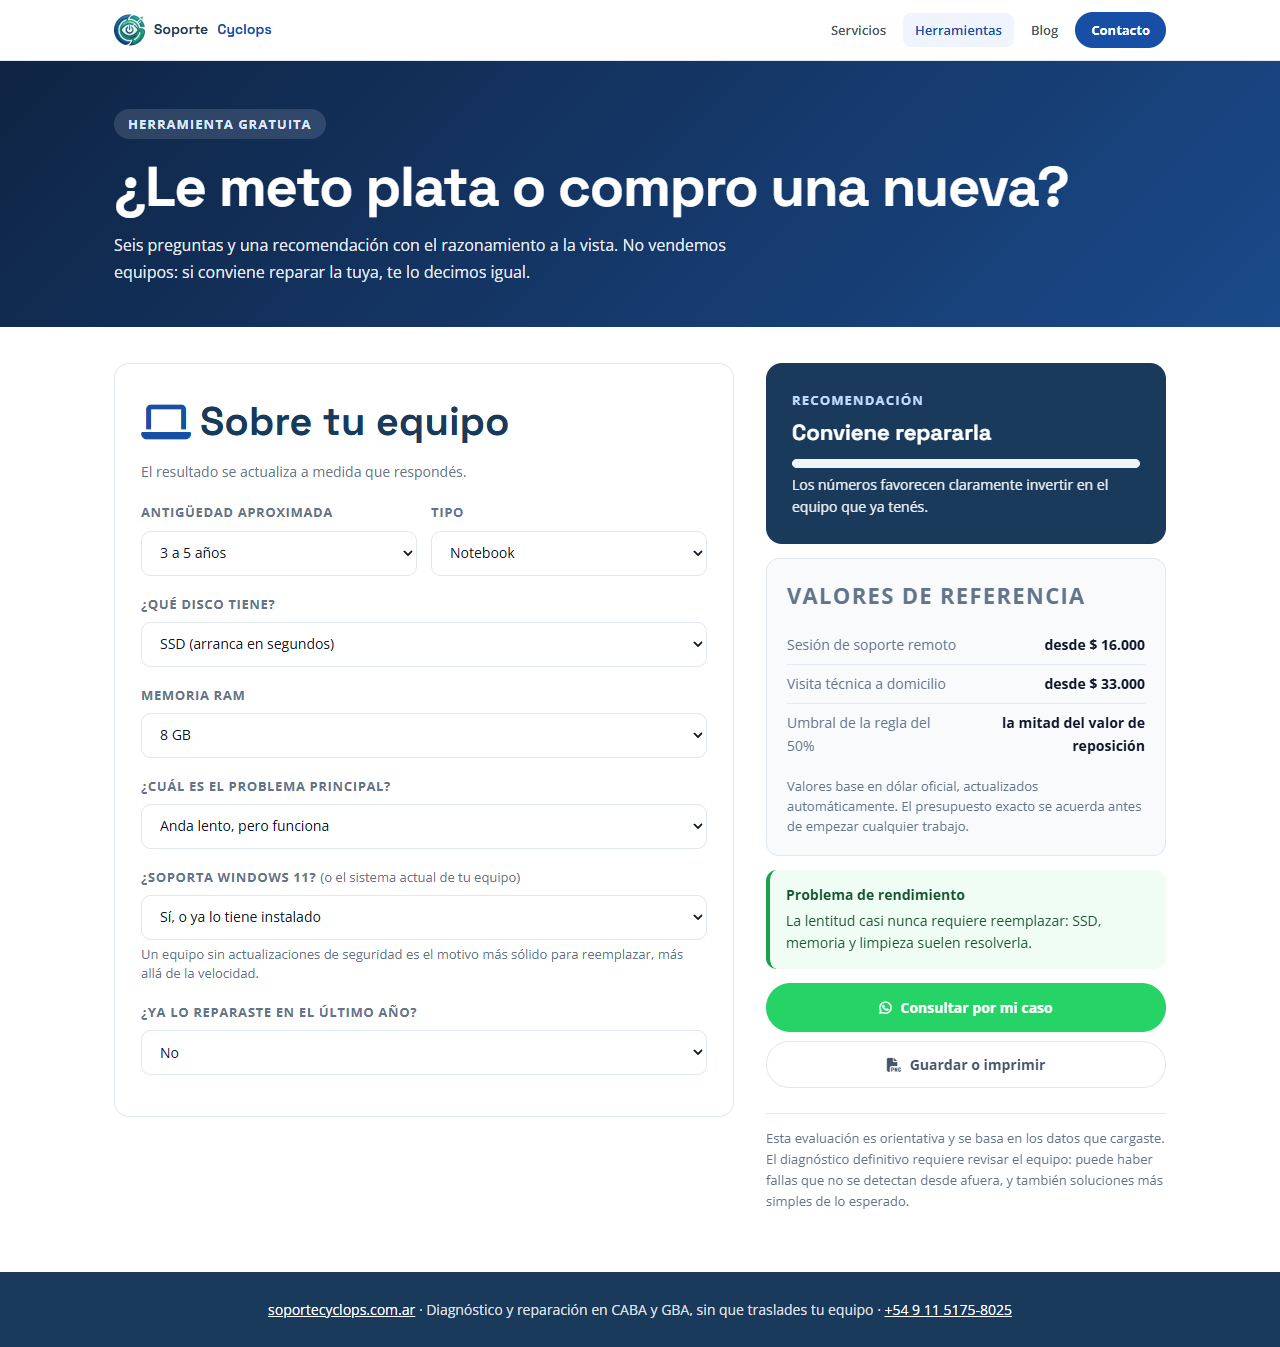 Soporte Cyclops
Servicios
Herramientas
Blog
Contacto
HERRAMIENTA GRATUITA
¿Le meto plata o compro una nueva?
Seis preguntas y una recomendación con el razonamiento a la vista. No vendemos
equipos: si conviene reparar la tuya, te lo decimos igual.
Sobre tu equipo
El resultado se actualiza a medida que respondés.
ANTIGÜEDAD APROXIMADA
3 a 5 años
TIPO
Notebook
¿QUÉ DISCO TIENE?
SSD (arranca en segundos)
MEMORIA RAM
8 GB
¿CUÁL ES EL PROBLEMA PRINCIPAL?
Anda lento, pero funciona
¿SOPORTA WINDOWS 11? (o el sistema actual de tu equipo)
Sí, o ya lo tiene instalado
Un equipo sin actualizaciones de seguridad es el motivo más sólido para reemplazar, más
allá de la velocidad.
¿YA LO REPARASTE EN EL ÚLTIMO AÑO?
No
RECOMENDACIÓN
Conviene repararla
Los números favorecen claramente invertir en el
equipo que ya tenés.
VALORES DE REFERENCIA
Sesión de soporte remoto desde $ 16.000
Visita técnica a domicilio desde $ 33.000
Umbral de la regla del la mitad del valor de
50% reposición
Valores base en dólar oficial, actualizados
automáticamente. El presupuesto exacto se acuerda antes
de empezar cualquier trabajo.
Problema de rendimiento
La lentitud casi nunca requiere reemplazar: SSD,
memoria y limpieza suelen resolverla.
Consultar por mi caso
PNG Guardar o imprimir
Esta evaluación es orientativa y se basa en los datos que cargaste.
El diagnóstico definitivo requiere revisar el equipo: puede haber
fallas que no se detectan desde afuera, y también soluciones más
simples de lo esperado.
soportecyclops.com.ar · Diagnóstico y reparación en CABA y GBA, sin que traslades tu equipo · +54 9 11 5175-8025